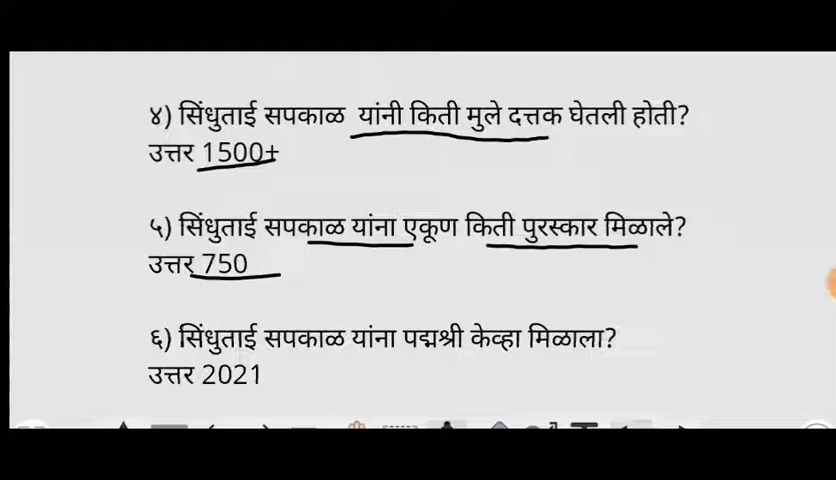 ४) सिंधुताई सपकाळ यांनी किती मुले दत्तक घेतली होती?
उत्तर 1500+
५) सिंधुताई सपकाळ यांना एकूण किती पुरस्कार मिळाले?
उत्तर 750
६) सिंधुताई सपकाळ यांना पद्मश्री केव्हा मिळाला?
उत्तर 2021